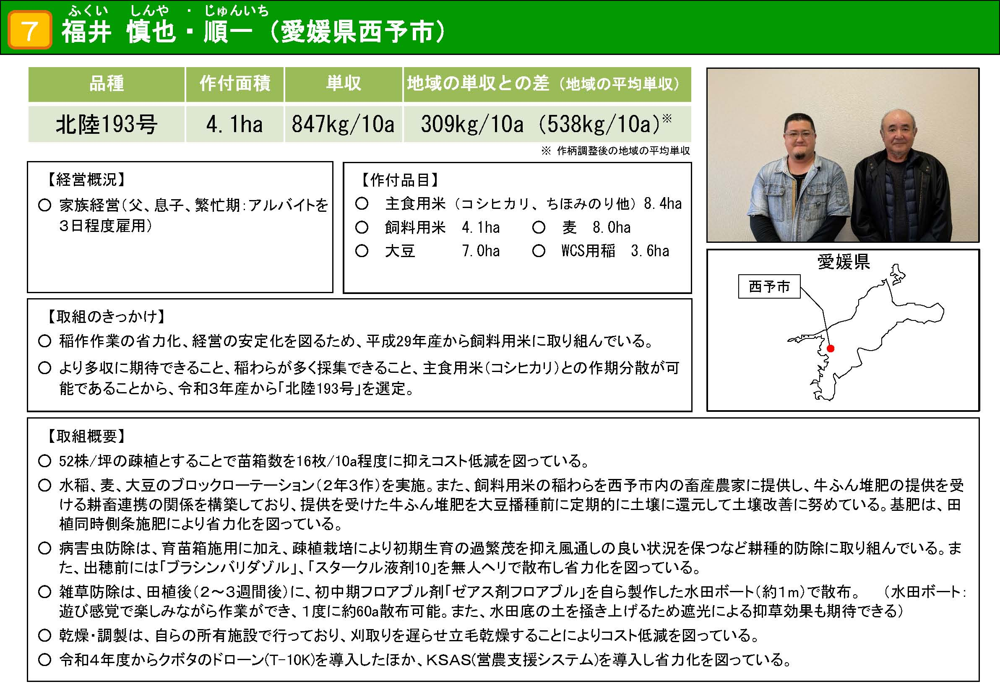 ふくい　しんや　・　じゅんいち
7 福井　慎也・順一（愛媛県西予市）
品種 作付面積 単収 地域の単収との差（地域の平均単収）
北陸193号 4.1ha 847kg/10a 309kg/10a（538kg/10a）※
※ 作柄調整後の地域の平均単収
【経営概況】
○ 家族経営（父、息子、繁忙期：アルバイトを
３日程度雇用）
【作付品目】
○ 主食用米（コシヒカリ、ちほみのり他）8.4ha
○ 飼料用米 4.1ha ○ 麦 8.0ha
○ 大豆 7.0ha ○ WCS用稲 3.6ha
愛媛県
西予市
【取組のきっかけ】
○ 稲作作業の省力化、経営の安定化を図るため、平成29年産から飼料用米に取り組んでいる。
○ より多収に期待できること、稲わらが多く採集できること、主食用米（コシヒカリ）との作期分散が可
能であることから、令和３年産から「北陸193号」を選定。
【取組概要】
○ 52株/坪の疎植とすることで苗箱数を16枚/10a程度に抑えコスト低減を図っている。
○ 水稲、麦、大豆のブロックローテーション（２年３作）を実施。また、飼料用米の稲わらを西予市内の畜産農家に提供し、牛ふん堆肥の提供を受
ける耕畜連携の関係を構築しており、提供を受けた牛ふん堆肥を大豆播種前に定期的に土壌に還元して土壌改善に努めている。基肥は、田
植同時側条施肥により省力化を図っている。
○ 病害虫防除は、育苗箱施用に加え、疎植栽培により初期生育の過繁茂を抑え風通しの良い状況を保つなど耕種的防除に取り組んでいる。ま
た、出穂前には「ブラシンバリダゾル」、「スタークル液剤10」を無人ヘリで散布し省力化を図っている。
○ 雑草防除は、田植後（２～３週間後）に、初中期フロアブル剤「ゼアス剤フロアブル」を自ら製作した水田ボート（約１m）で散布。　（水田ボート：
遊び感覚で楽しみながら作業ができ、１度に約60a散布可能。また、水田底の土を掻き上げるため遮光による抑草効果も期待できる）
○ 乾燥・調製は、自らの所有施設で行っており、刈取りを遅らせ立毛乾燥することによりコスト低減を図っている。
○ 令和４年度からクボタのドローン(T-10K)を導入したほか、ＫＳＡＳ(営農支援システム)を導入し省力化を図っている。